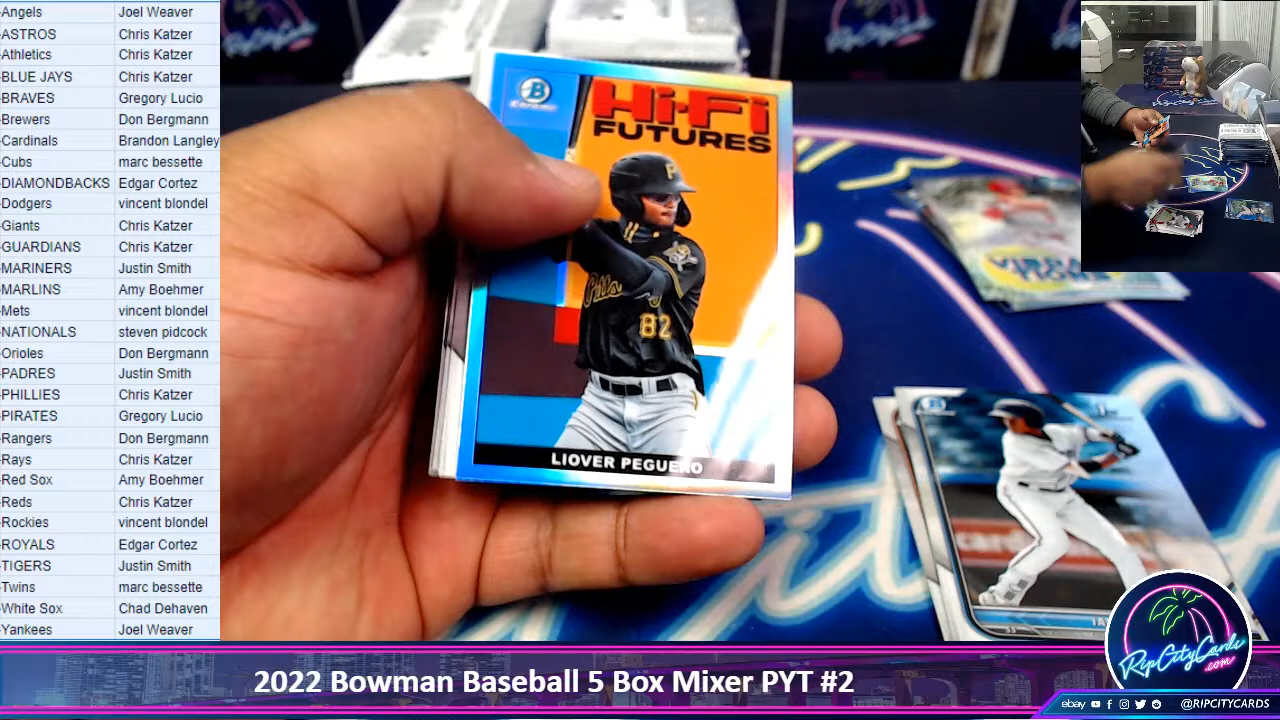 -Angels Joel Weaver
-ASTROS Chris Katzer
-Athletics Chris Katzer
-BLUE JAYS Chris Katzer
-BRAVES Gregory Lucio
-Brewers Don Bergmann
-Cardinals Brandon Langley
-Cubs marc bessette
-DIAMONDBACKS Edgar Cortez
-Dodgers vincent blondel
-Giants Chris Katzer
-GUARDIANS Chris Katzer
-MARINERS Justin Smith
-MARLINS Amy Boehmer
-Mets vincent blondel
-NATIONALS steven pidcock
-Orioles Don Bergmann
-PADRES Justin Smith
-PHILLIES Chris Katzer
-PIRATES Gregory Lucio
-Rangers Don Bergmann
-Rays Chris Katzer
-Red Sox Amy Boehmer
-Reds Chris Katzer
-Rockies vincent blondel
-ROYALS Edgar Cortez
-TIGERS Justin Smith
-Twins marc bessette
-White Sox Chad Dehaven
-Yankees Joel Weaver
B
CHROME
Hi-Fi
FUTURES
P
Pitts
82
LIOVER PEGUERO
RipCityCards
.com
2022 Bowman Baseball 5 Box Mixer PYT #2
ebay @RIPCITYCARDS